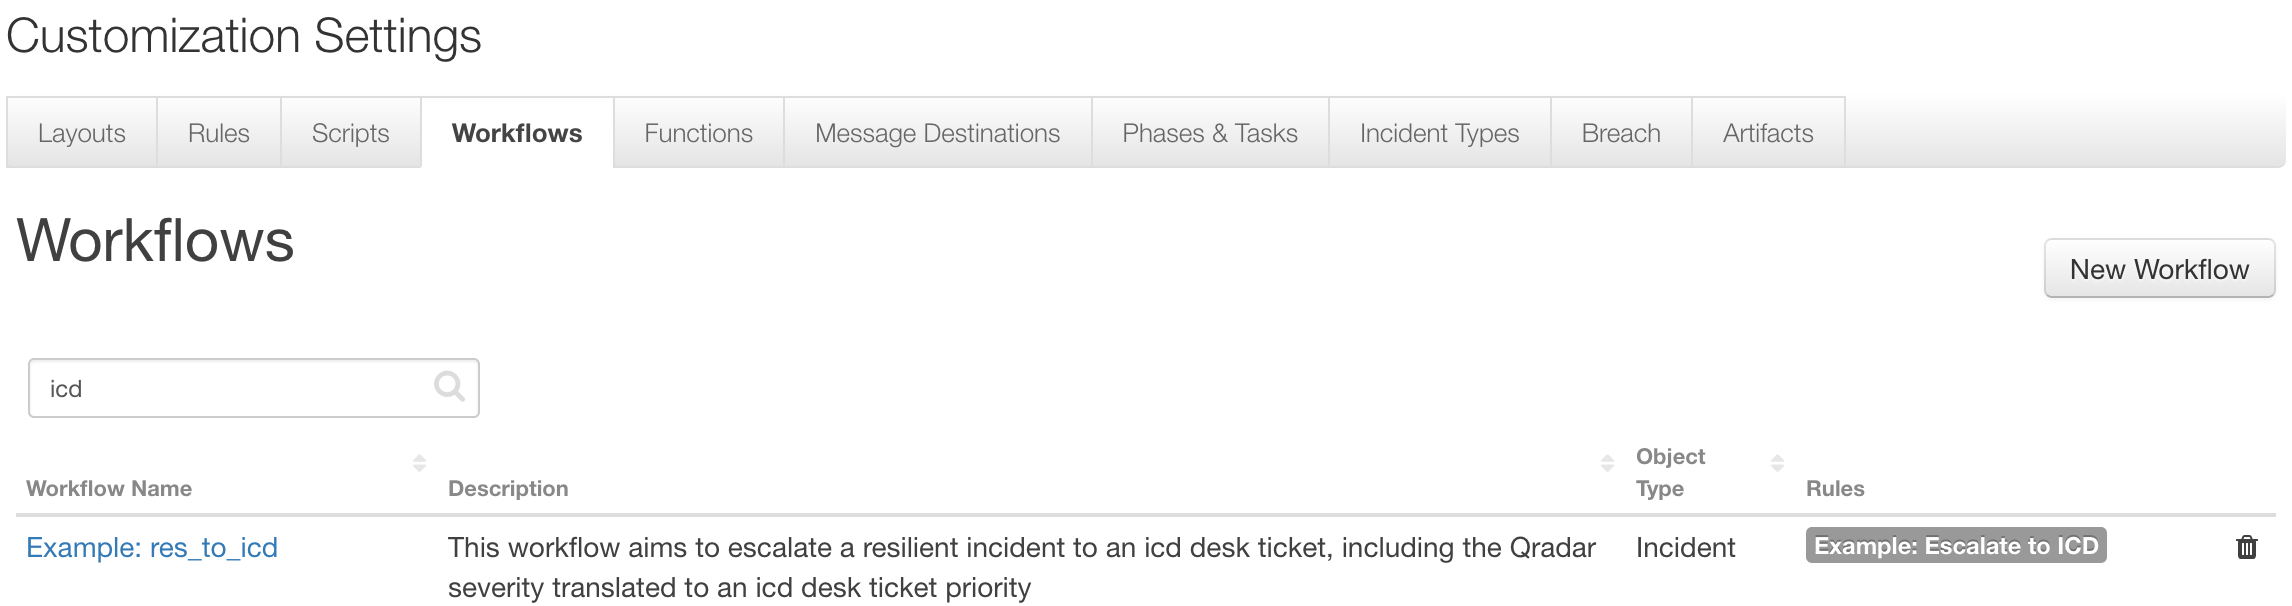 Customization Settings
Layouts Rules Scripts Workflows Functions Message Destinations Phases & Tasks Incident Types Breach Artifacts
Workflows
New Workflow
icd
Workflow Name Description Object Type Rules
Example: res_to_icd This workflow aims to escalate a resilient incident to an icd desk ticket, including the Qradar Incident Example: Escalate to ICD
severity translated to an icd desk ticket priority